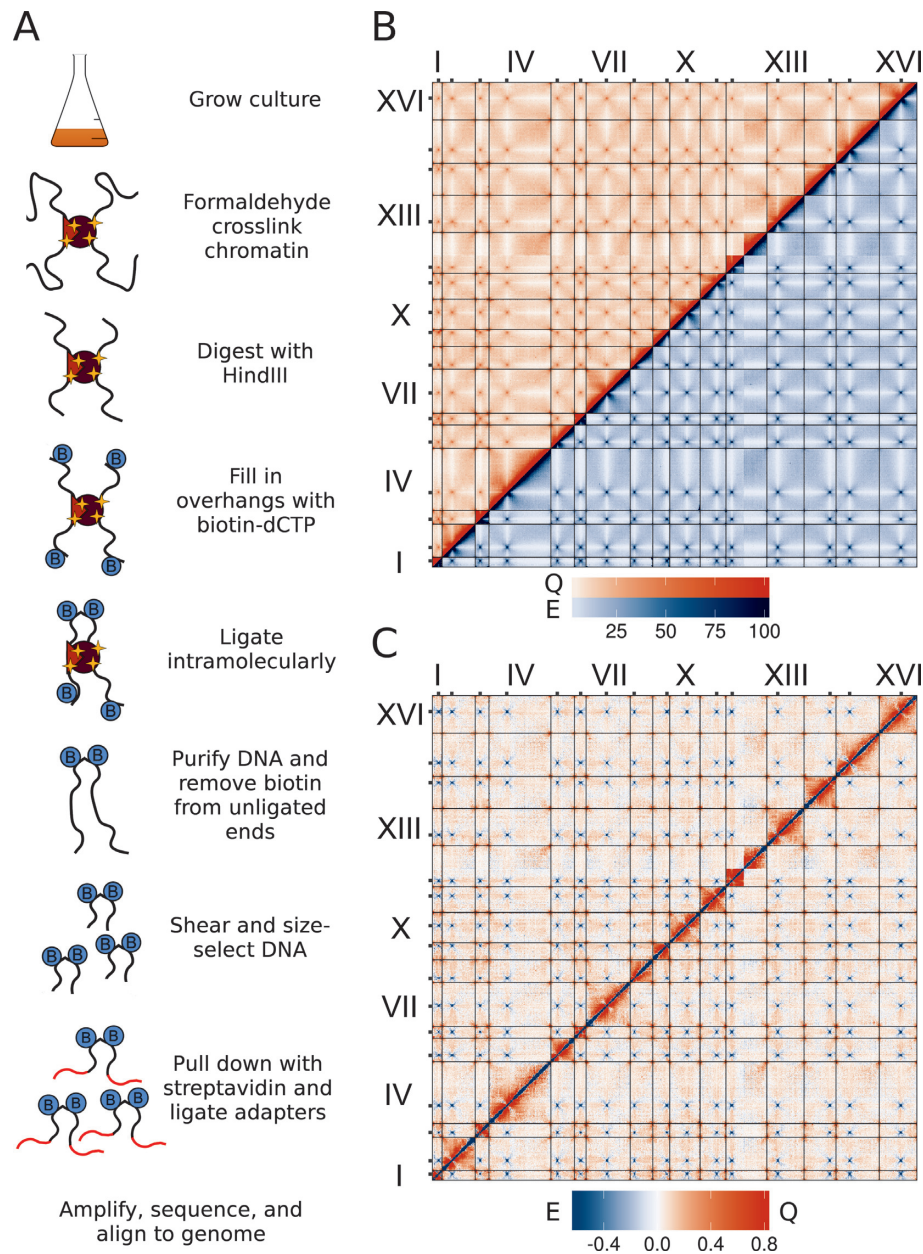 A
Grow culture
Formaldehyde
crosslink
chromatin
Digest with
HindIII
B
B
Fill in
overhangs with
biotin-dCTP
B
B
B B
Ligate
intramolecularly
B
B
B B
Purify DNA and
remove biotin
from unligated
ends
B B
Shear and size-
select DNA
B B
B B
B B
Pull down with
streptavidin and
ligate adapters
B B
B B
Amplify, sequence, and
align to genome
B
I IV VII X XIII XVI
XVI
XIII
X
VII
IV
I
Q
E
25 50 75 100
C
I IV VII X XIII XVI
XVI
XIII
X
VII
IV
I
E Q
-0.4 0.0 0.4 0.8